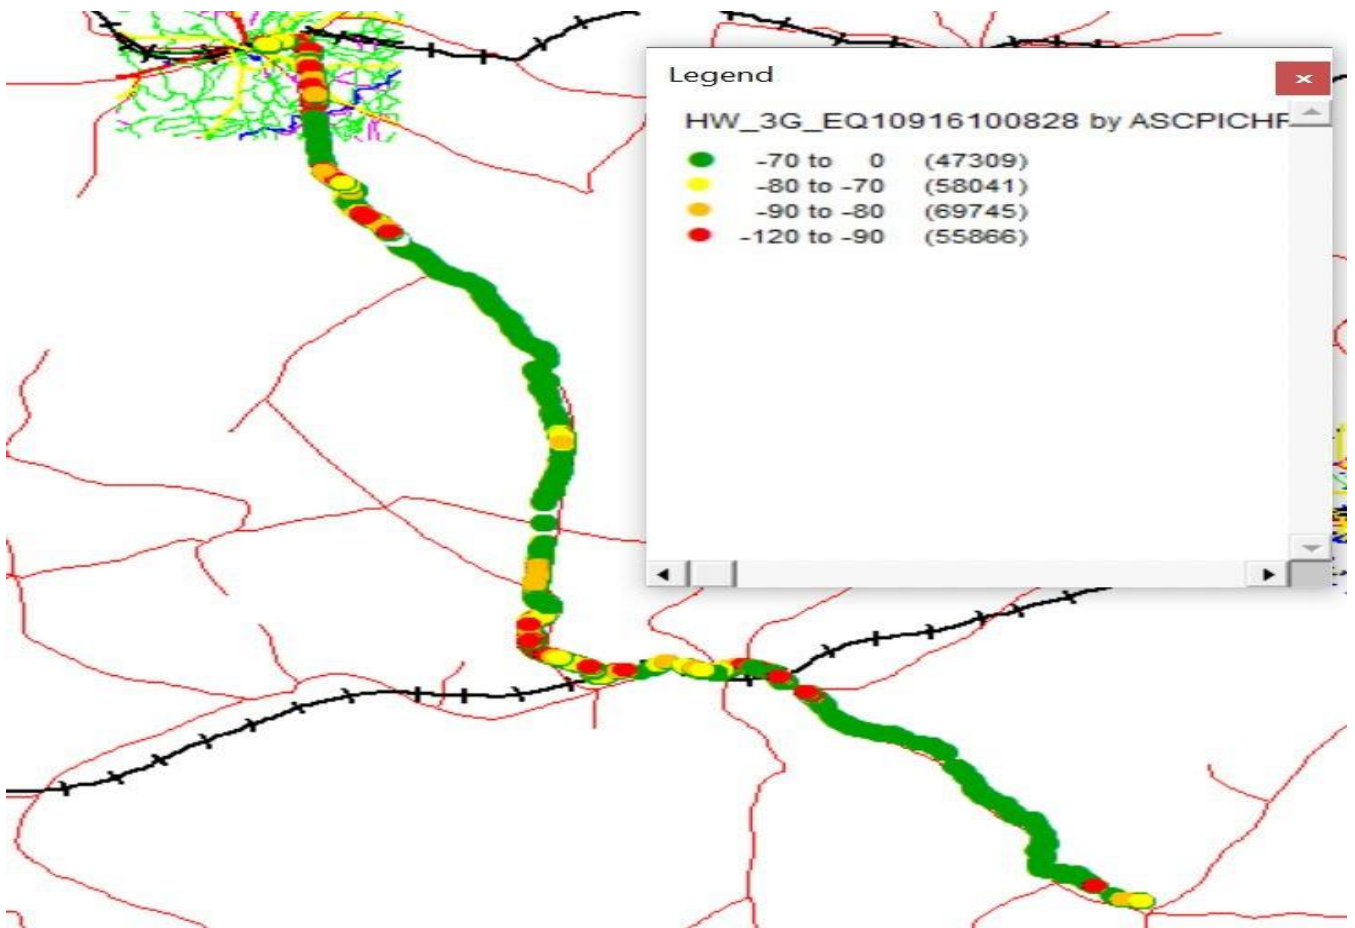 Legend
HW_3G_EQ10916100828 by ASCPICHF
-70 to 0 (47309)
-80 to -70 (58041)
-90 to -80 (69745)
-120 to -90 (55866)